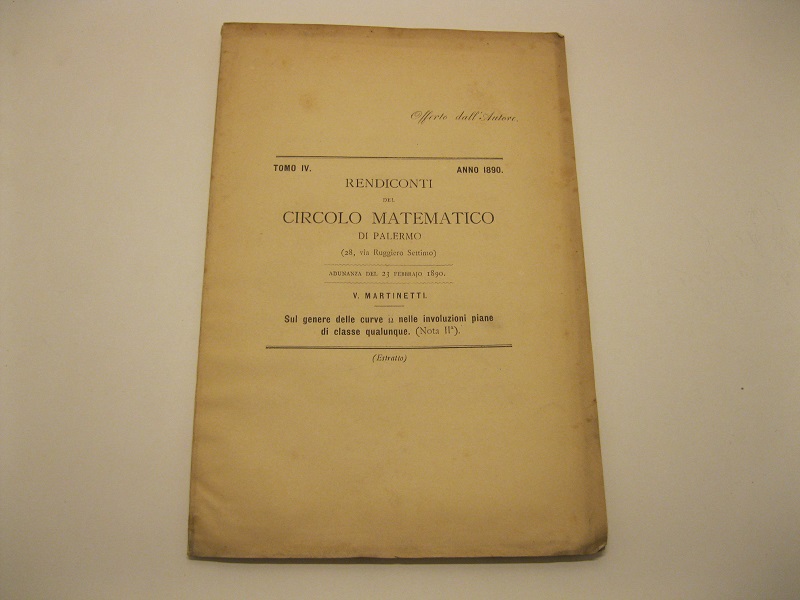 Offerto dall'Autore.
TOMO IV. ANNO 1890.
RENDICONTI
DEL
CIRCOLO MATEMATICO
DI PALERMO
(28, via Ruggiero Settimo)
ADUNANZA DEL 23 FEBBRAJO 1890.
V. MARTINETTI.
Sul genere delle curve Ω nelle involuzioni piane
di classe qualunque. (Nota IIª).
(Estratto)